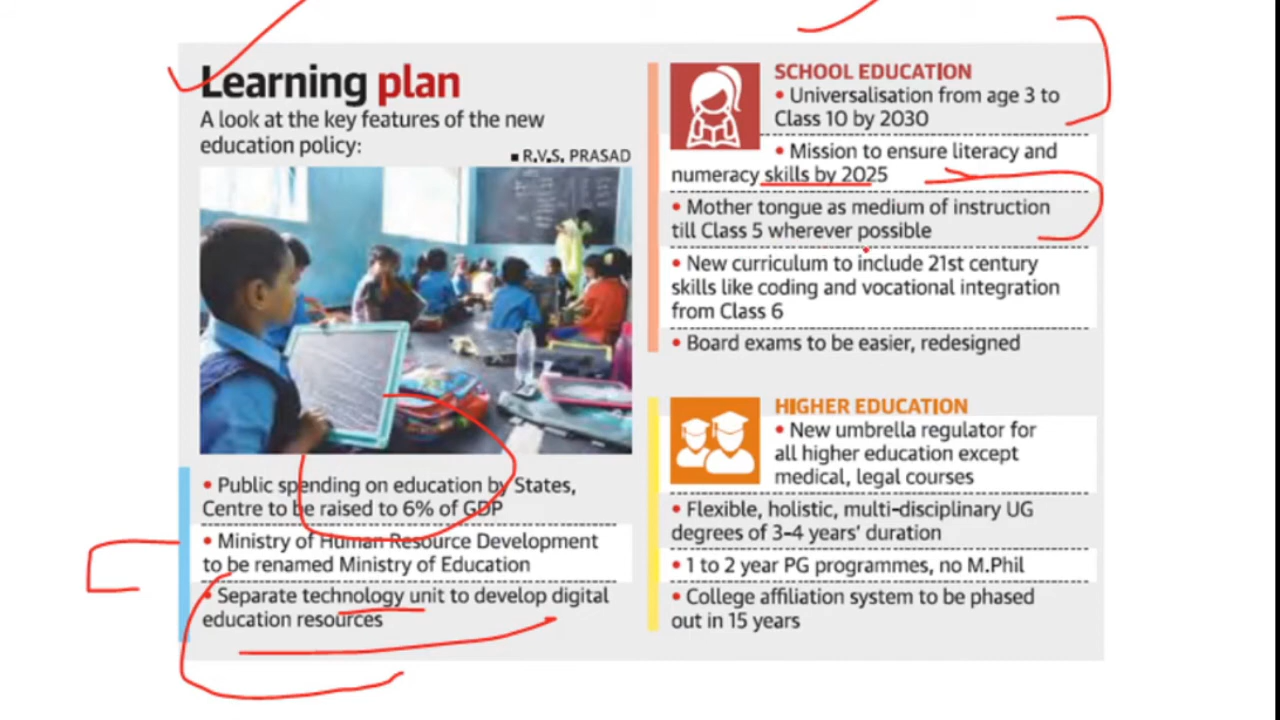 Learning plan
A look at the key features of the new
education policy:
■ R.V.S. PRASAD
• Public spending on education by States,
Centre to be raised to 6% of GDP
• Ministry of Human Resource Development
to be renamed Ministry of Education
• Separate technology unit to develop digital
education resources
SCHOOL EDUCATION
• Universalisation from age 3 to
Class 10 by 2030
• Mission to ensure literacy and
numeracy skills by 2025
• Mother tongue as medium of instruction
till Class 5 wherever possible
• New curriculum to include 21st century
skills like coding and vocational integration
from Class 6
• Board exams to be easier, redesigned
HIGHER EDUCATION
• New umbrella regulator for
all higher education except
medical, legal courses
• Flexible, holistic, multi-disciplinary UG
degrees of 3-4 years' duration
• 1 to 2 year PG programmes, no M.Phil
• College affiliation system to be phased
out in 15 years